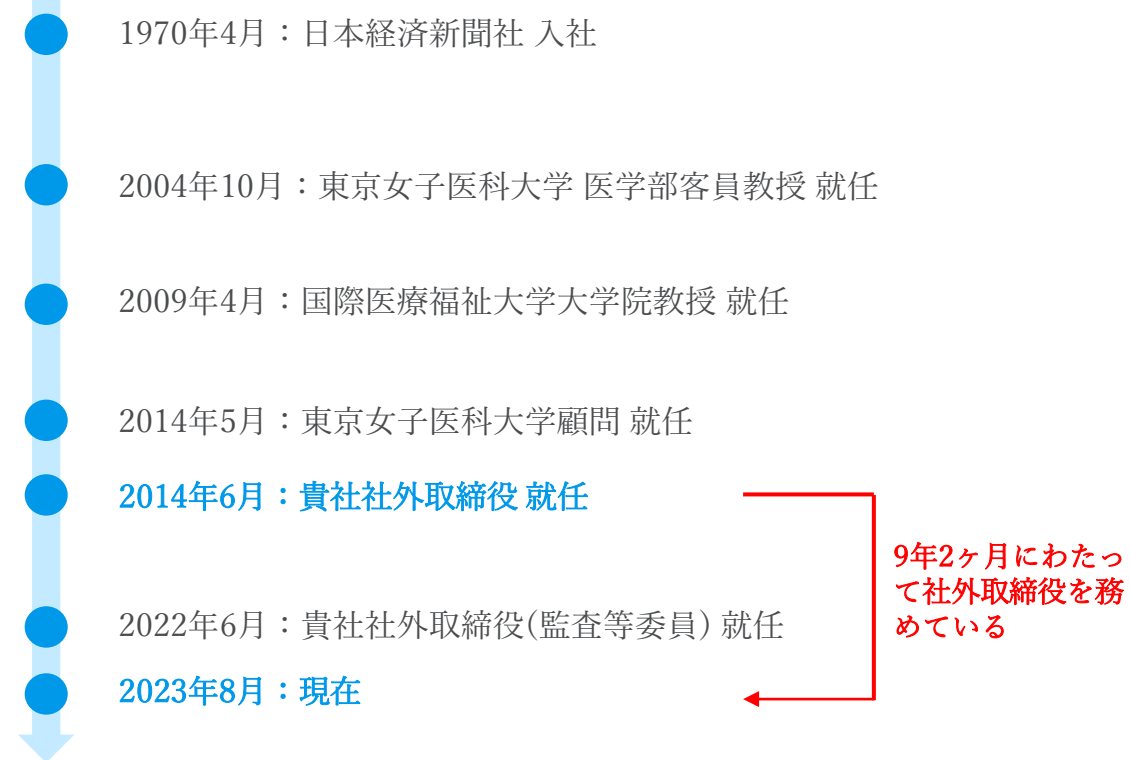 1970年4月：日本経済新聞社 入社
2004年10月：東京女子医科大学 医学部客員教授 就任
2009年4月：国際医療福祉大学大学院教授 就任
2014年5月：東京女子医科大学顧問 就任
2014年6月：貴社社外取締役 就任
9年2ヶ月にわたっ
て社外取締役を務
めている
2022年6月：貴社社外取締役(監査等委員) 就任
2023年8月：現在